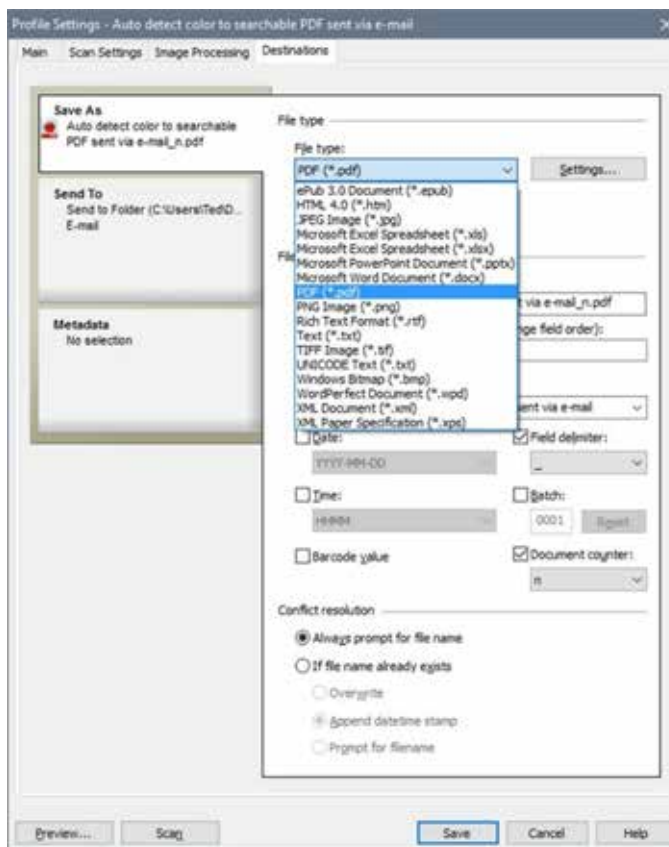 Profile Settings - Auto detect color to searchable PDF sent via e-mail
Main Scan Settings Image Processing Destinations
Save As
Auto detect color to searchable
PDF sent via e-mail_n.pdf
Send To
Send to Folder (C:\Users\Ted\D...
E-mail
Metadata
No selection
File type
File type:
PDF (*.pdf)
Settings...
ePub 3.0 Document (*.epub)
HTML 4.0 (*.htm)
JPEG Image (*.jpg)
Microsoft Excel Spreadsheet (*.xls)
Microsoft Excel Spreadsheet (*.xlsx)
Microsoft PowerPoint Document (*.pptx)
Microsoft Word Document (*.docx)
PDF (*.pdf)
PNG Image (*.png)
Rich Text Format (*.rtf)
Text (*.txt)
TIFF Image (*.tif)
UNICODE Text (*.txt)
Windows Bitmap (*.bmp)
WordPerfect Document (*.wpd)
XML Document (*.xml)
XML Paper Specification (*.xps)
via e-mail_n.pdf
field order):
sent via e-mail
Date:
Field delimiter:
YYYY-MM-DD
_
Time:
Batch:
HHMM
0001
Reset
Barcode value
Document counter:
n
Conflict resolution
Always prompt for file name
If file name already exists
Overwrite
Append datetime stamp
Prompt for filename
Preview... Scan Save Cancel Help